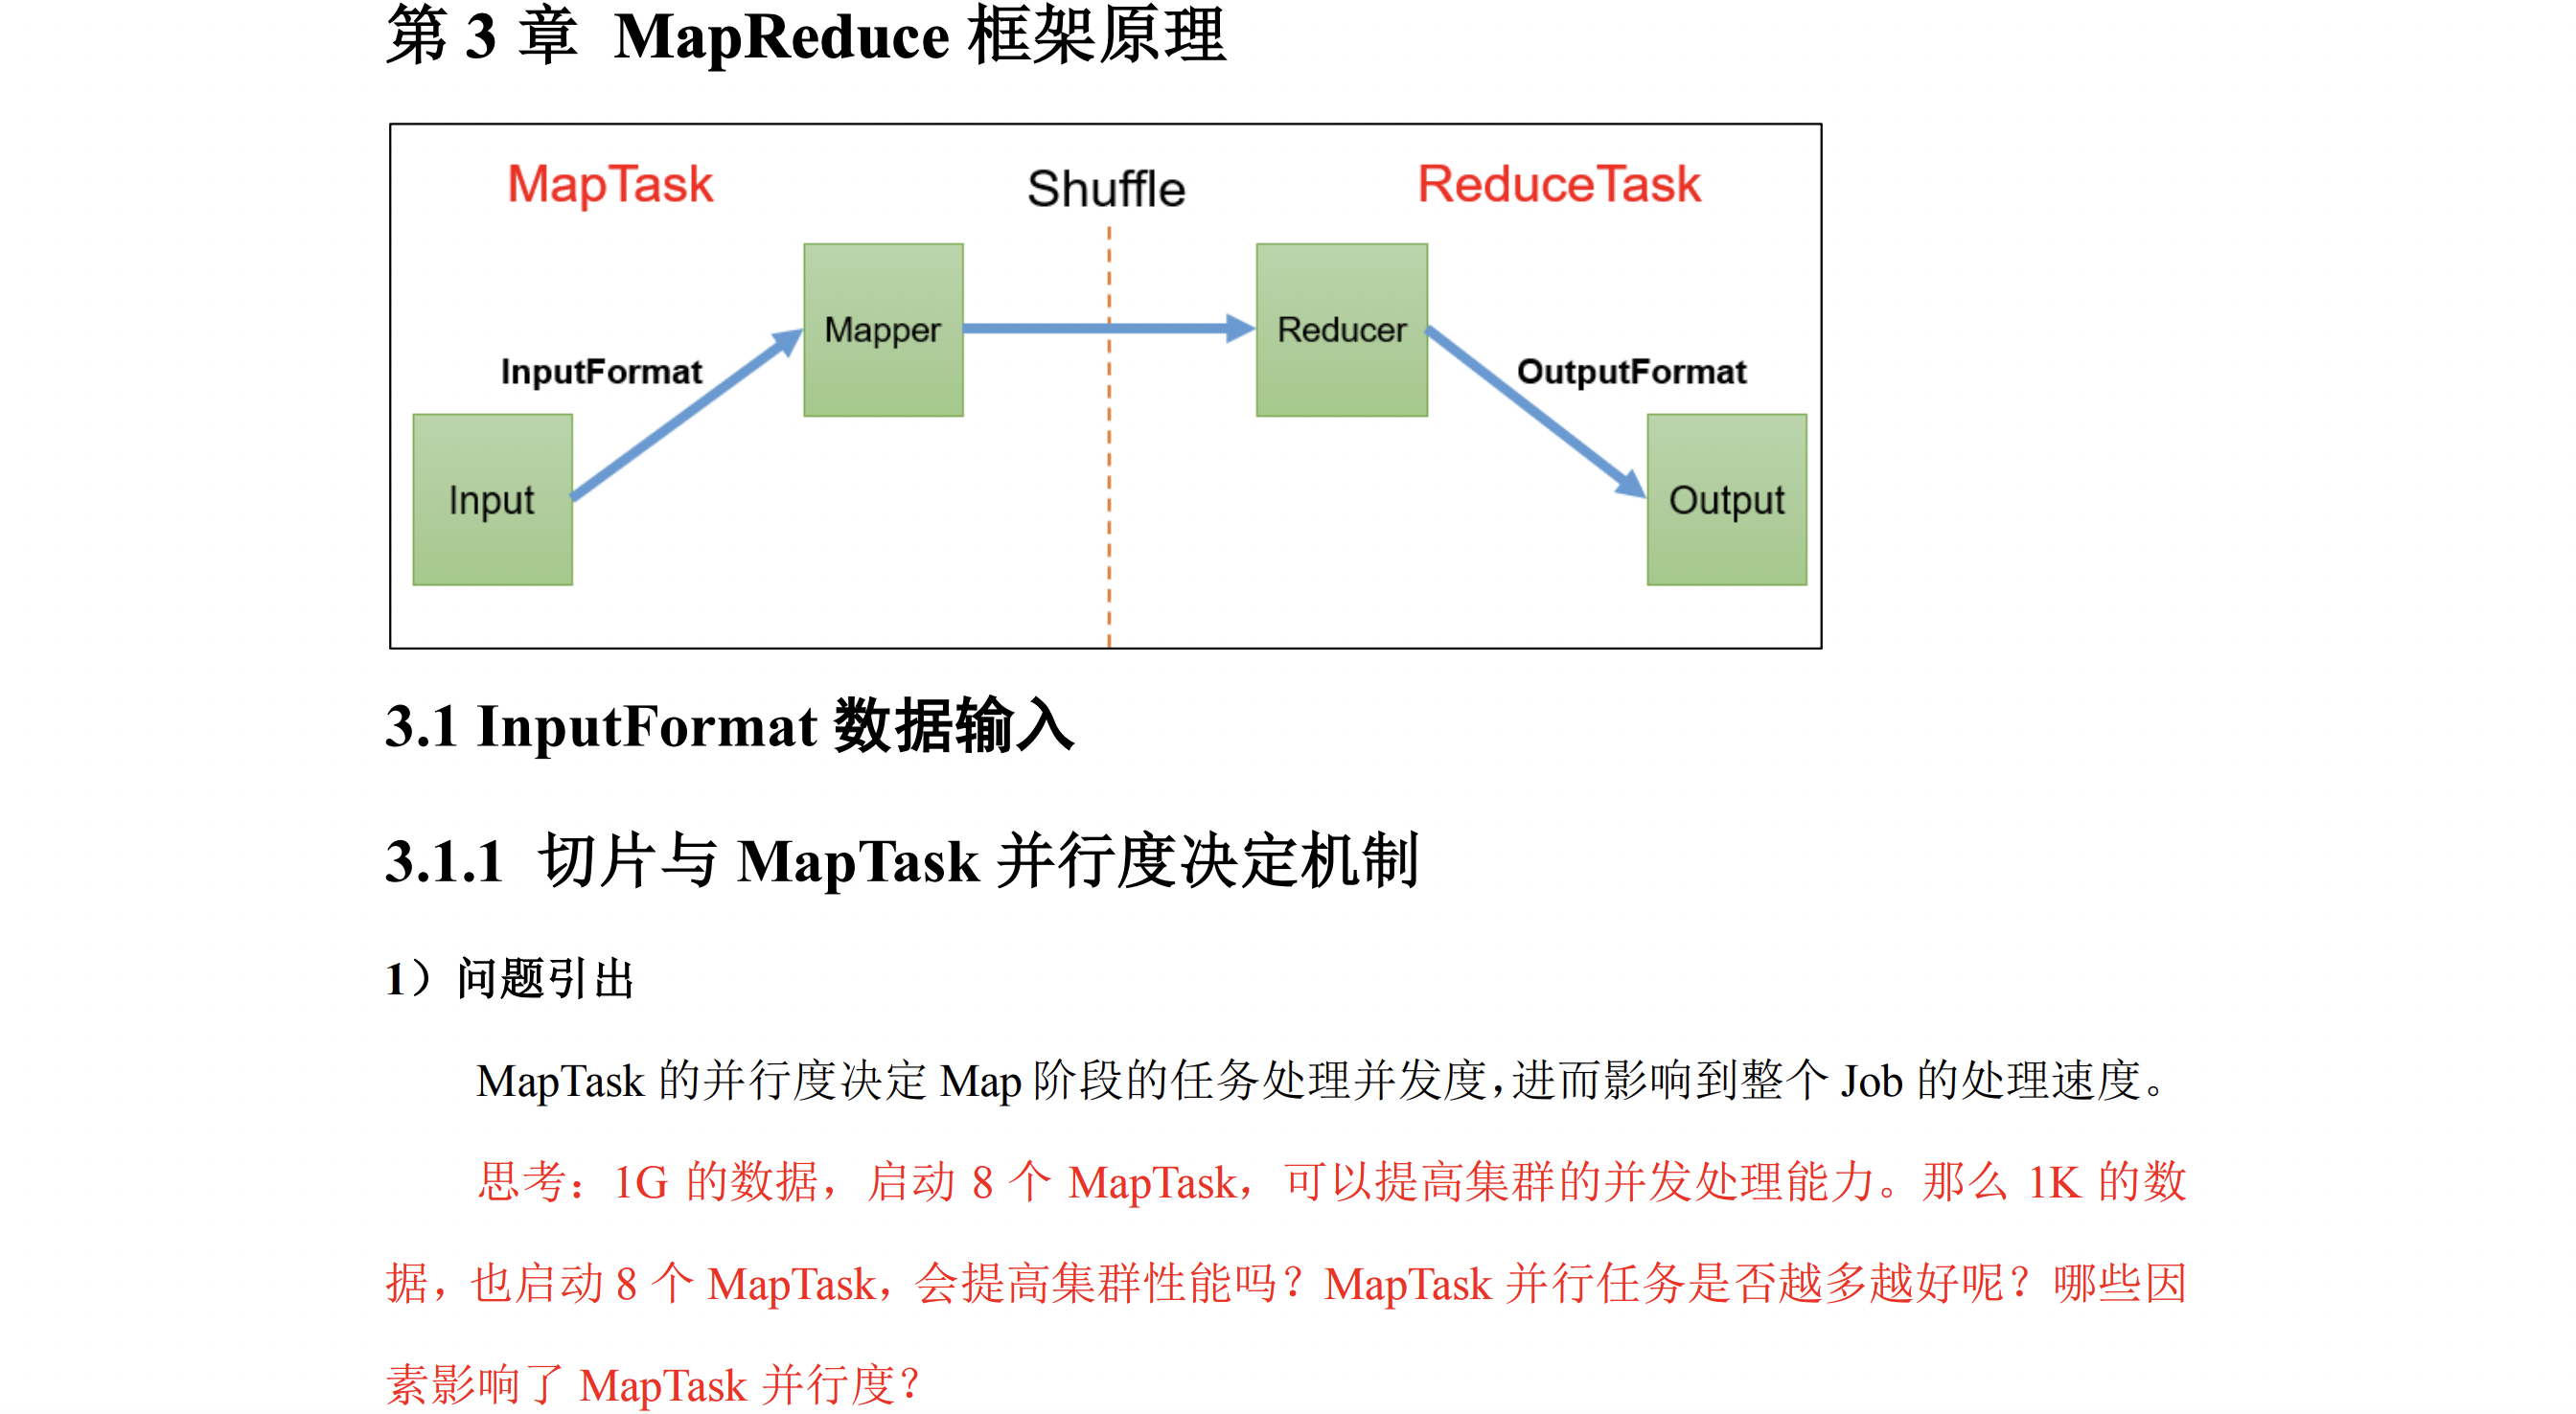 第 3 章 MapReduce 框架原理
MapTask
Shuffle
ReduceTask
Mapper
Reducer
InputFormat
OutputFormat
Input
Output
3.1 InputFormat 数据输入
3.1.1 切片与 MapTask 并行度决定机制
1）问题引出
MapTask 的并行度决定 Map 阶段的任务处理并发度，进而影响到整个 Job 的处理速度。
思考：1G 的数据，启动 8 个 MapTask，可以提高集群的并发处理能力。那么 1K 的数
据，也启动 8 个 MapTask，会提高集群性能吗？MapTask 并行任务是否越多越好呢？哪些因
素影响了 MapTask 并行度？